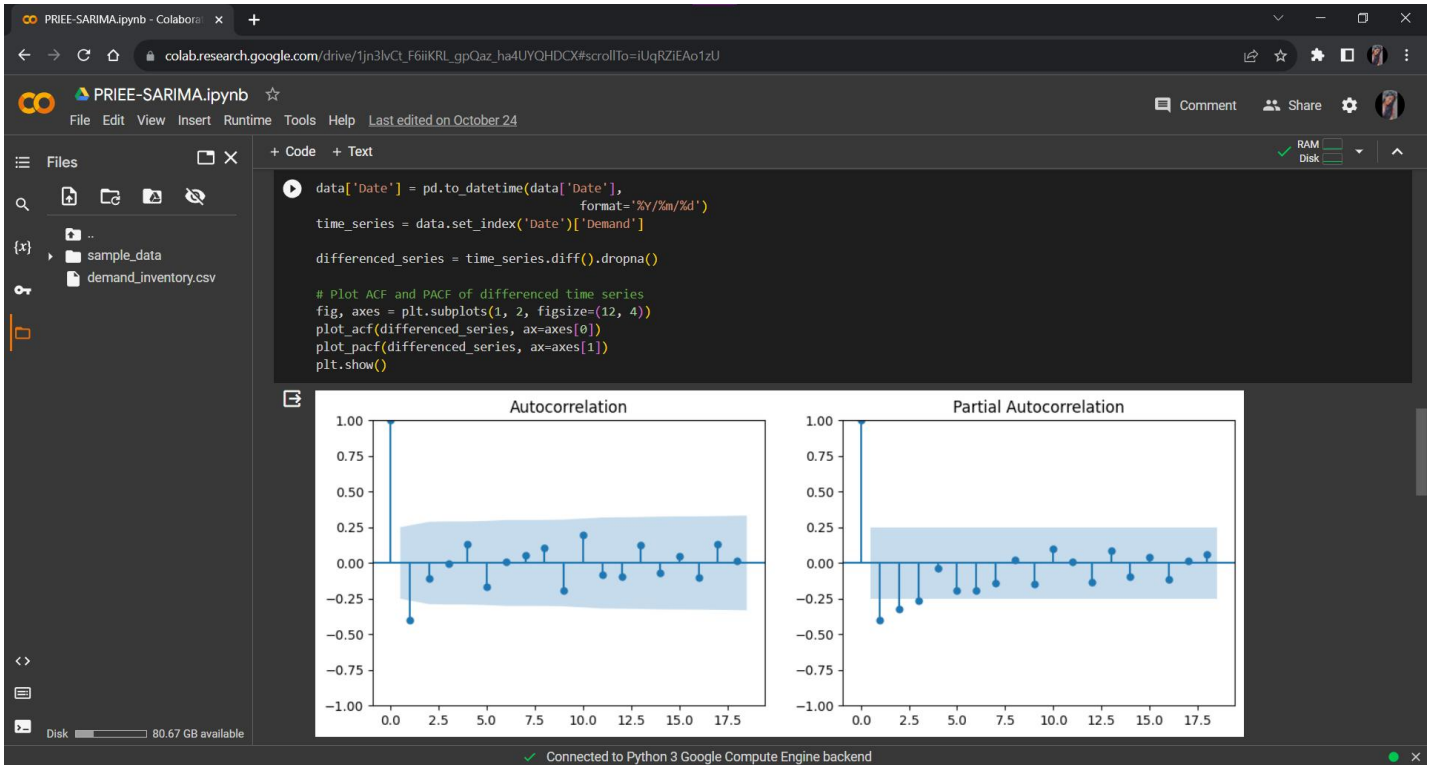 PRIEE-SARIMA.ipynb - Colaborat
colab.research.google.com/drive/1jn3lvCt_F6iiKRL_gpQaz_ha4UYQHDCX#scrollTo=iUqRZiEAo1zU
PRIEE-SARIMA.ipynb
Comment Share
File Edit View Insert Runtime Tools Help Last edited on October 24
Files
+ Code + Text
RAM
Disk
..
sample_data
demand_inventory.csv
{x}
data['Date'] = pd.to_datetime(data['Date'],
format='%Y/%m/%d')
time_series = data.set_index('Date')['Demand']
differenced_series = time_series.diff().dropna()
# Plot ACF and PACF of differenced time series
fig, axes = plt.subplots(1, 2, figsize=(12, 4))
plot_acf(differenced_series, ax=axes[0])
plot_pacf(differenced_series, ax=axes[1])
plt.show()
Autocorrelation
1.00
0.75
0.50
0.25
0.00
−0.25
−0.50
−0.75
−1.00
0.0 2.5 5.0 7.5 10.0 12.5 15.0 17.5
Partial Autocorrelation
1.00
0.75
0.50
0.25
0.00
−0.25
−0.50
−0.75
−1.00
0.0 2.5 5.0 7.5 10.0 12.5 15.0 17.5
Disk 80.67 GB available
Connected to Python 3 Google Compute Engine backend